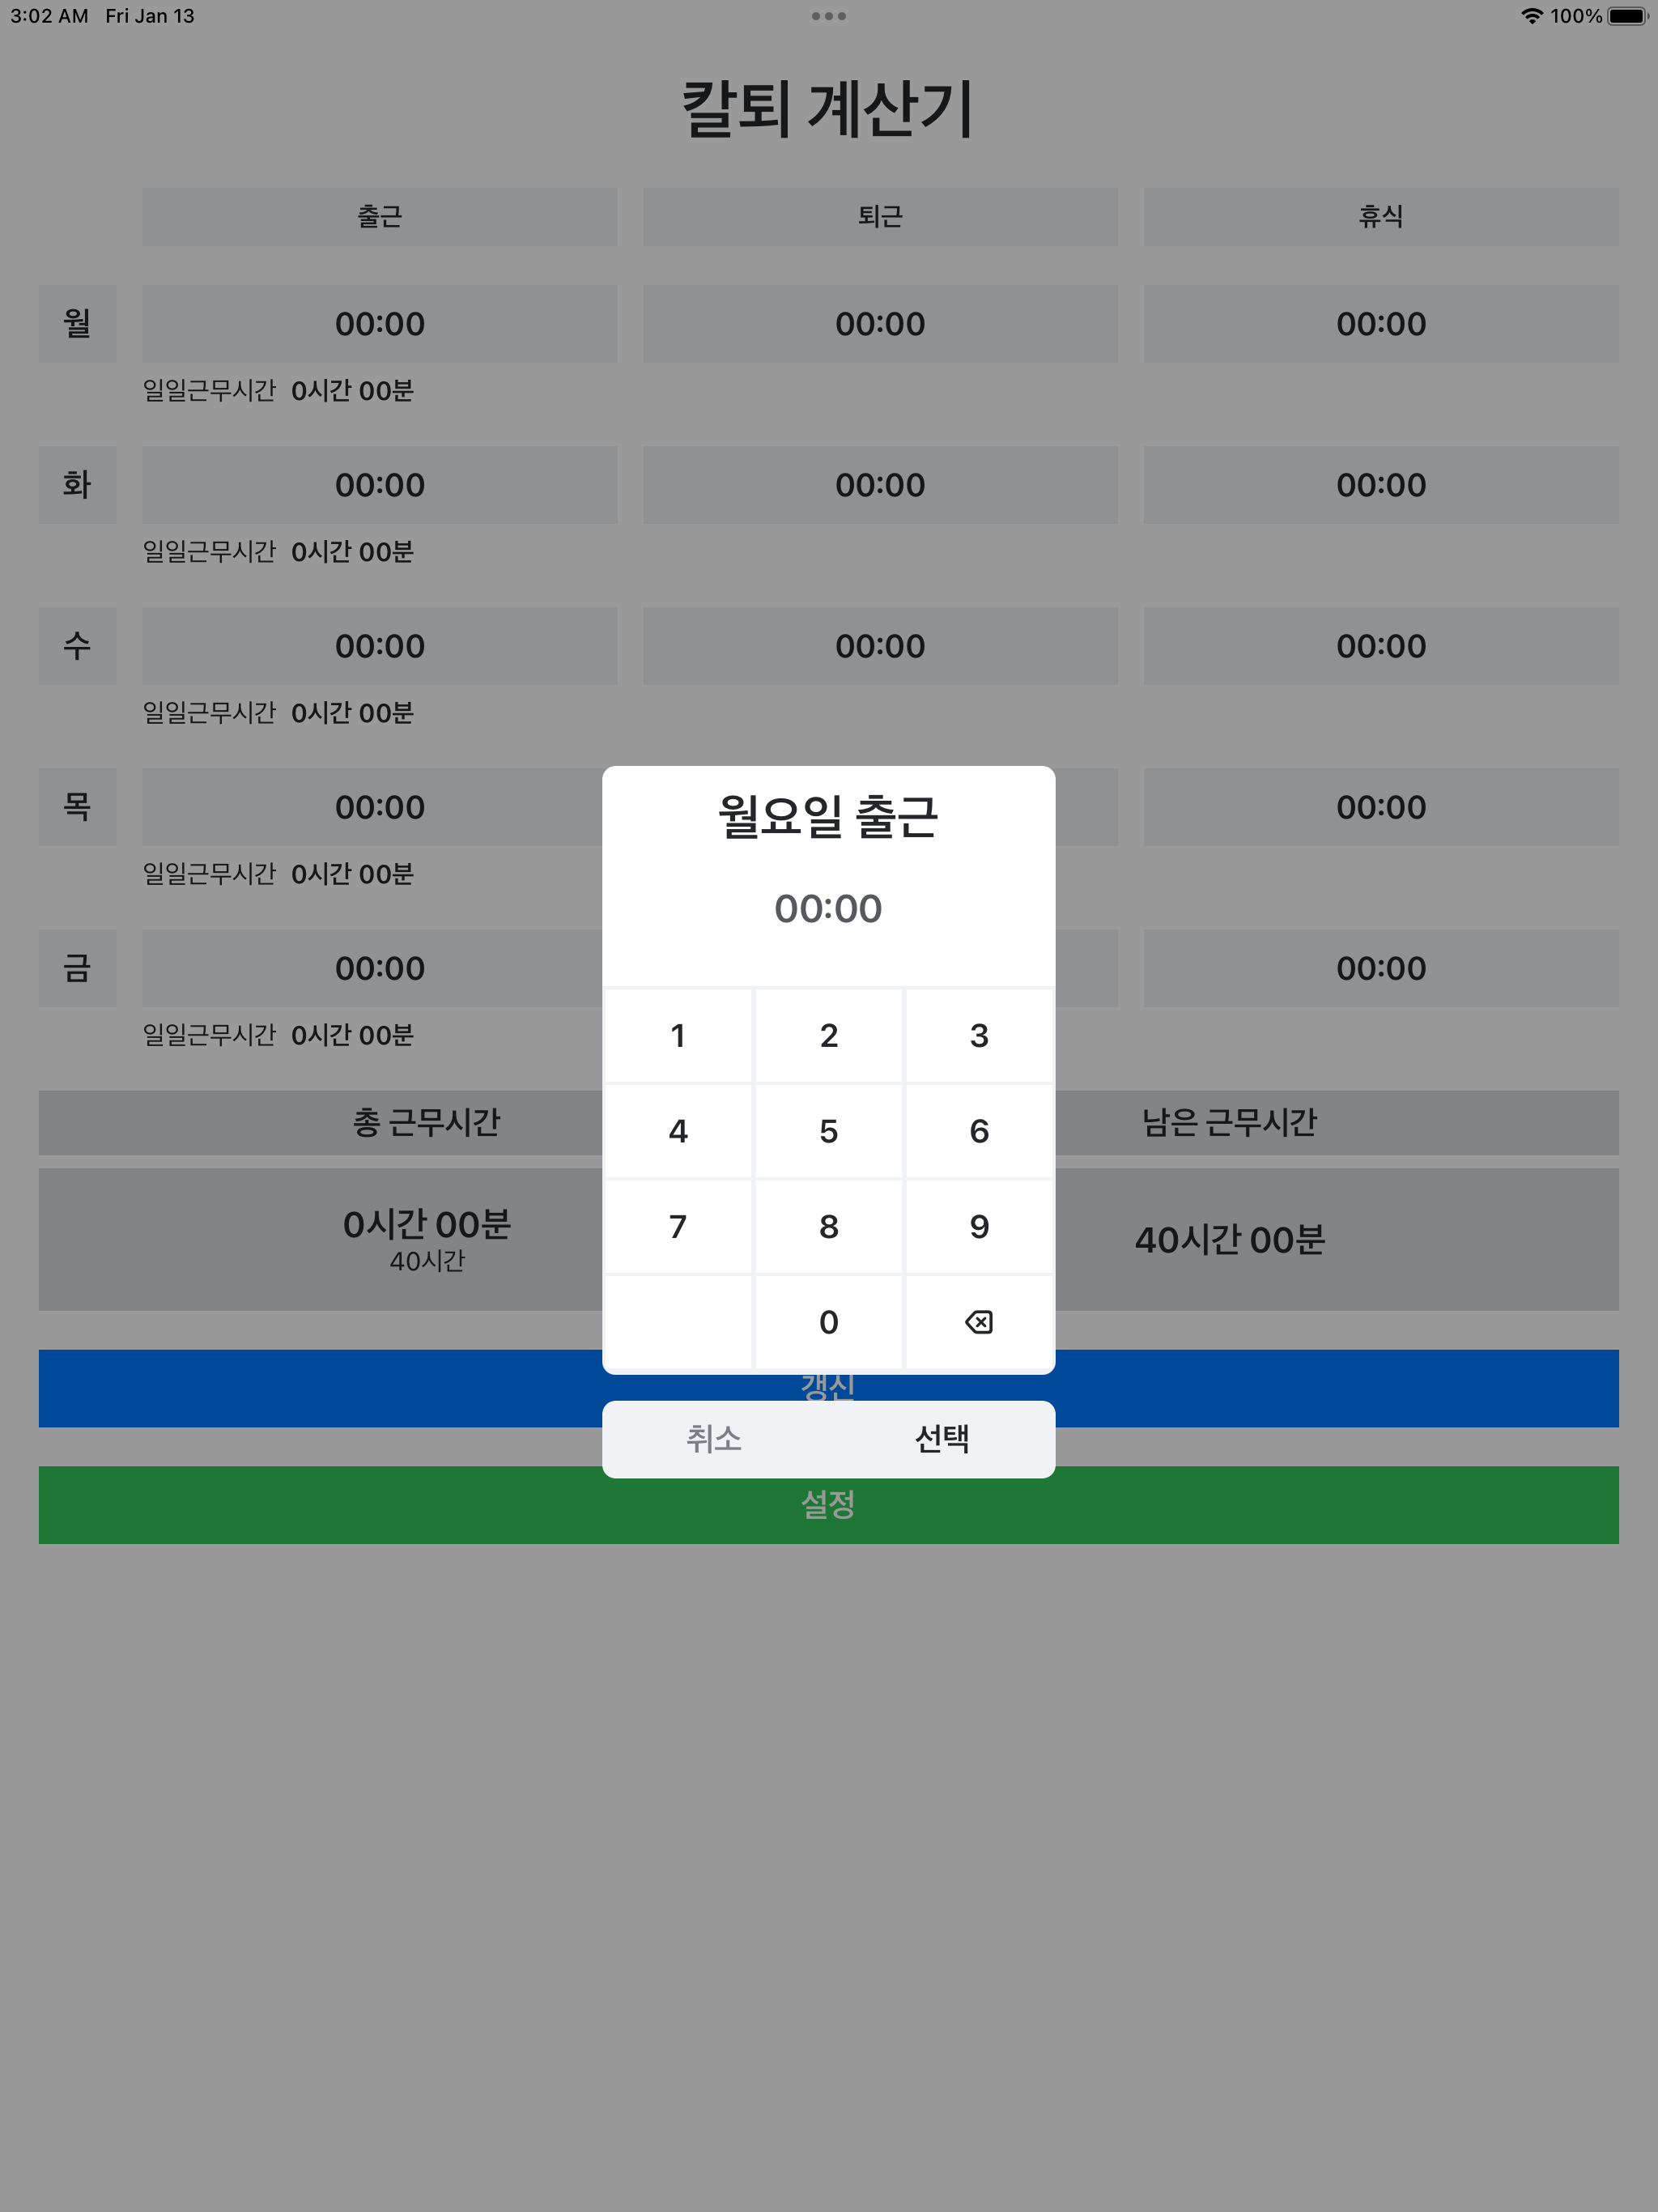 3:02 AM Fri Jan 13 100%
칼퇴 계산기
출근 퇴근 휴식
월 00:00 00:00 00:00
일일근무시간 0시간 00분
화 00:00 00:00 00:00
일일근무시간 0시간 00분
수 00:00 00:00 00:00
일일근무시간 0시간 00분
목 00:00 00:00
일일근무시간 0시간 00분
금 00:00 00:00
일일근무시간 0시간 00분
총 근무시간 남은 근무시간
0시간 00분 40시간 00분
40시간
갱신
설정
월요일 출근
00:00
1 2 3
4 5 6
7 8 9
0
취소 선택